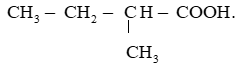 CH₃ – CH₂ – CH – COOH.
|
CH₃